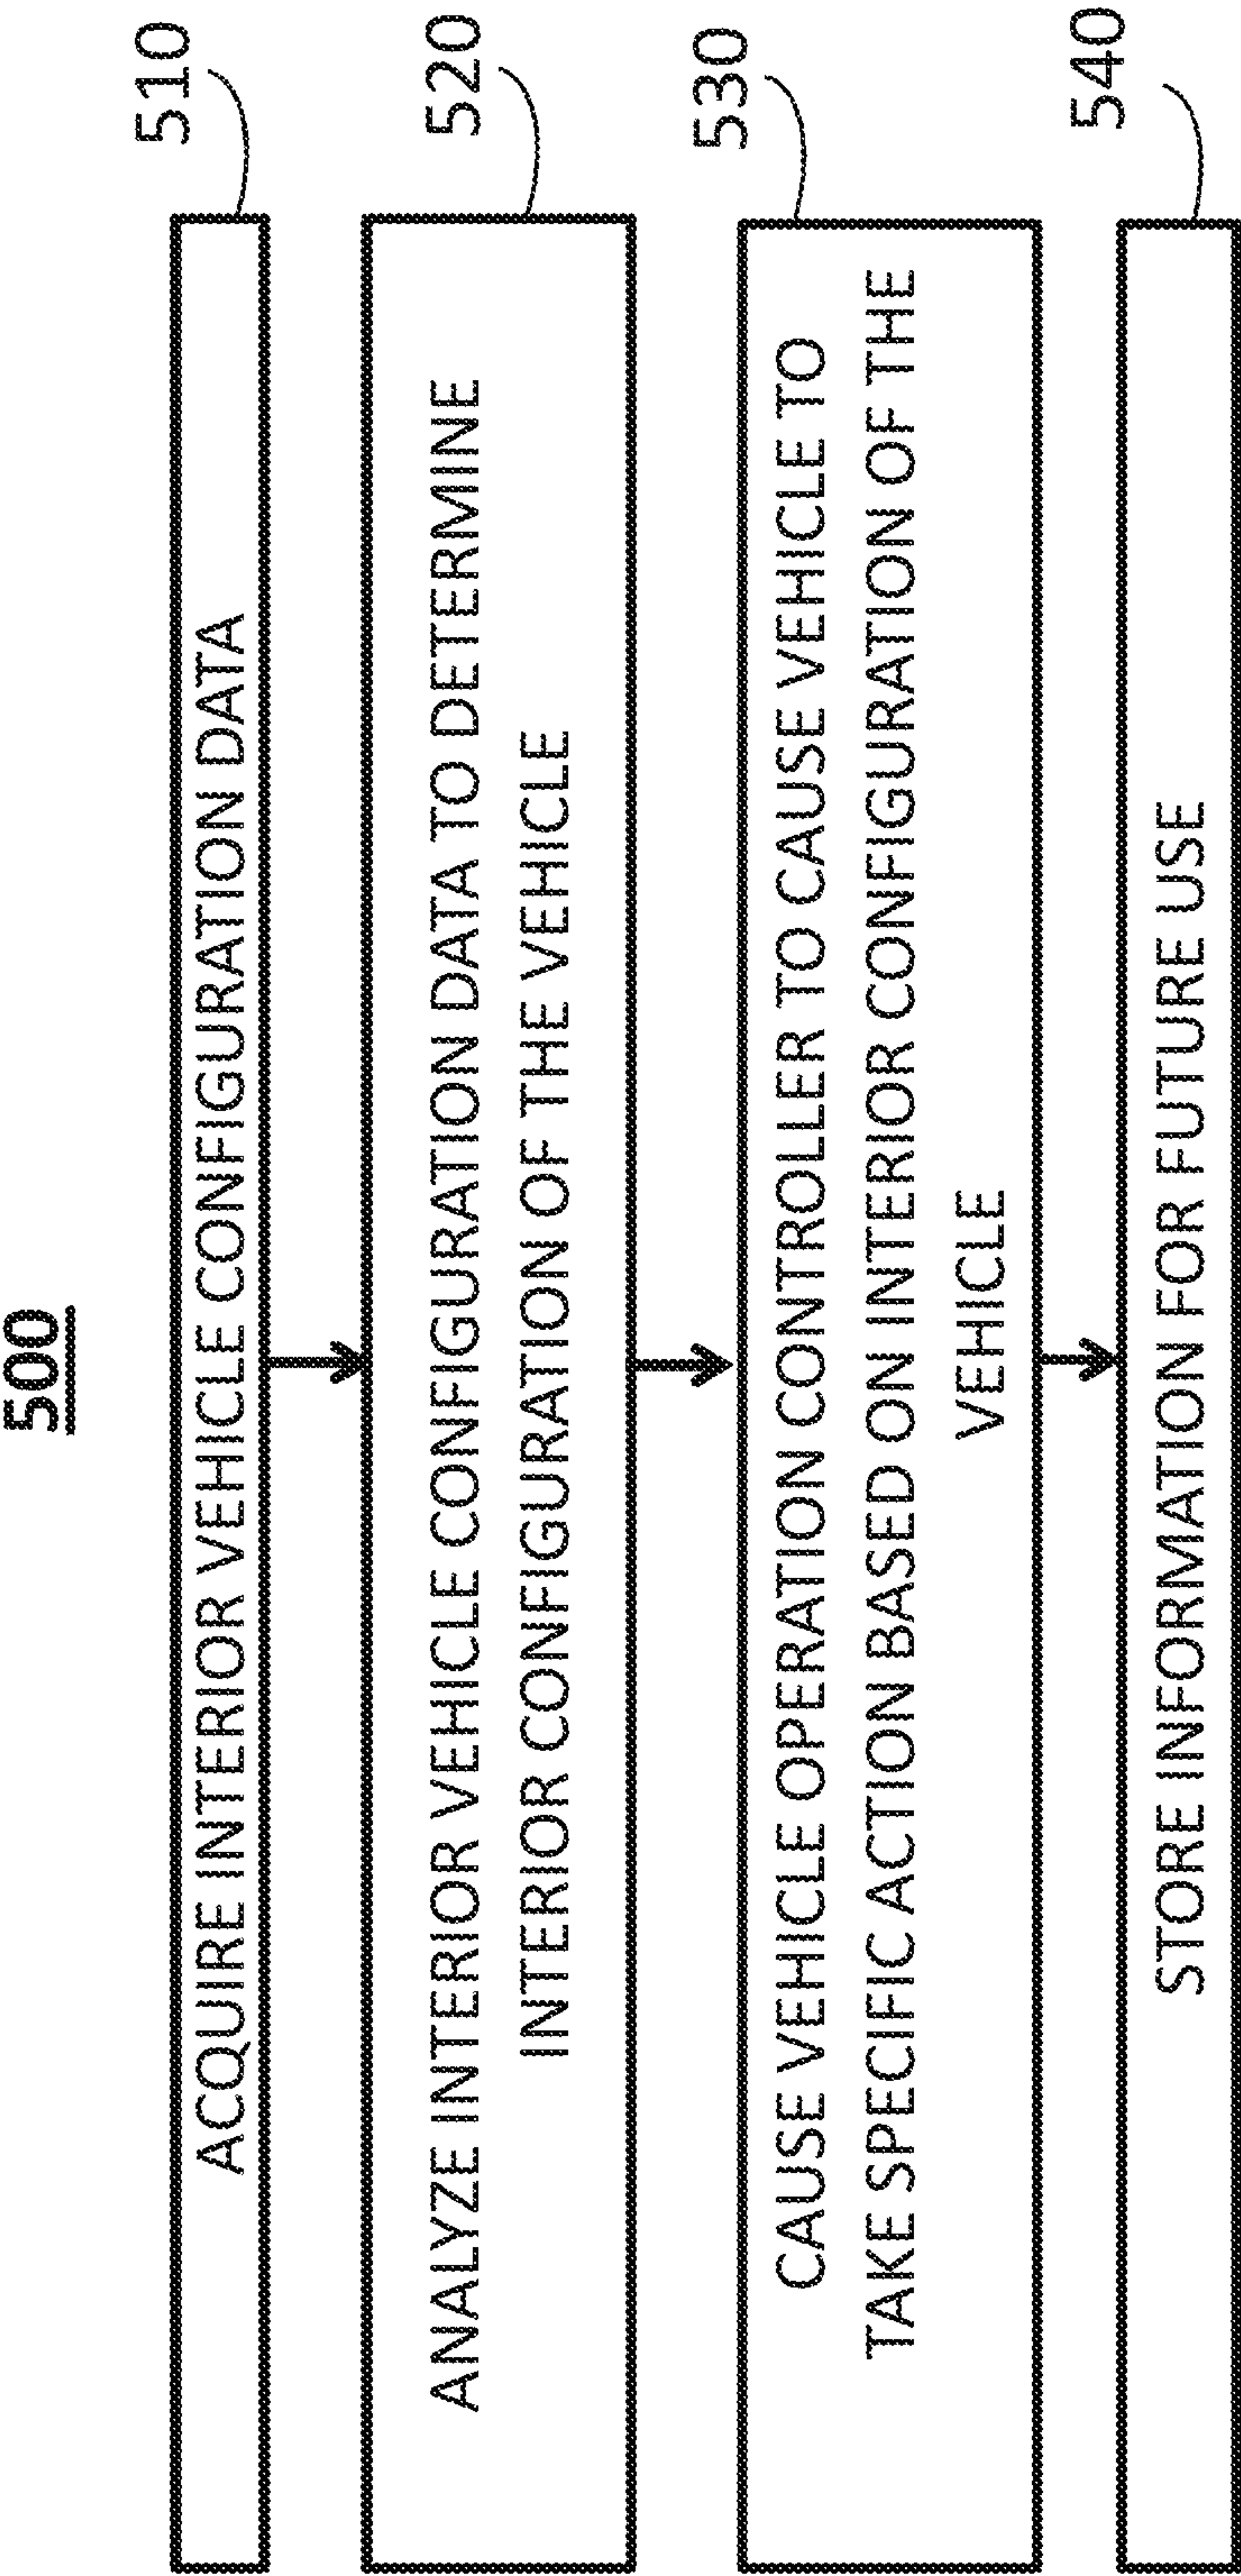 500
ACQUIRE INTERIOR VEHICLE CONFIGURATION DATA
510
ANALYZE INTERIOR VEHICLE CONFIGURATION DATA TO DETERMINE
INTERIOR CONFIGURATION OF THE VEHICLE
520
CAUSE VEHICLE OPERATION CONTROLLER TO CAUSE VEHICLE TO
TAKE SPECIFIC ACTION BASED ON INTERIOR CONFIGURATION OF THE
VEHICLE
530
STORE INFORMATION FOR FUTURE USE
540